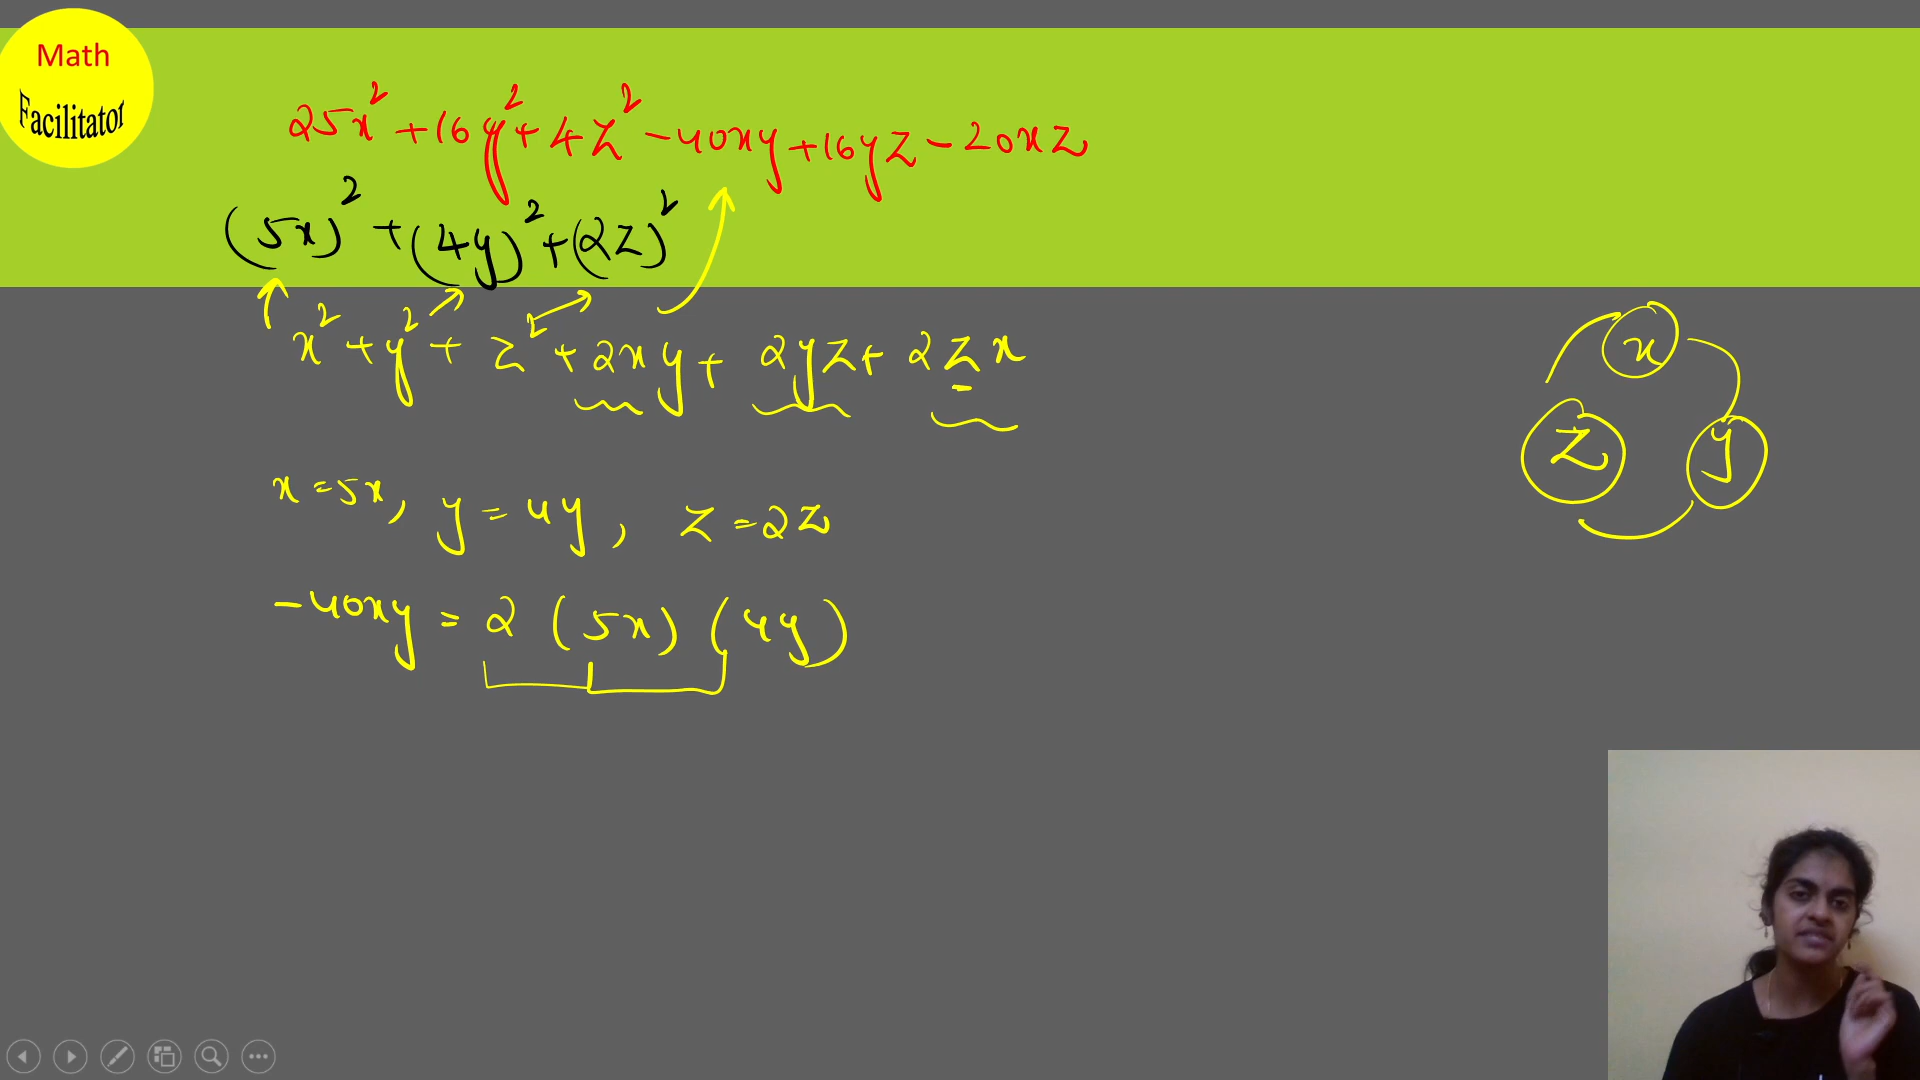 Math
Facilitator
25x² + 16y² + 4z² - 40xy + 16yz - 20xz
(5x)² + (4y)² + (2z)²
x² + y² + z² + 2xy + 2yz + 2zx
x
z y
x = 5x, y = 4y, z = 2z
-40xy = 2 (5x) (4y)